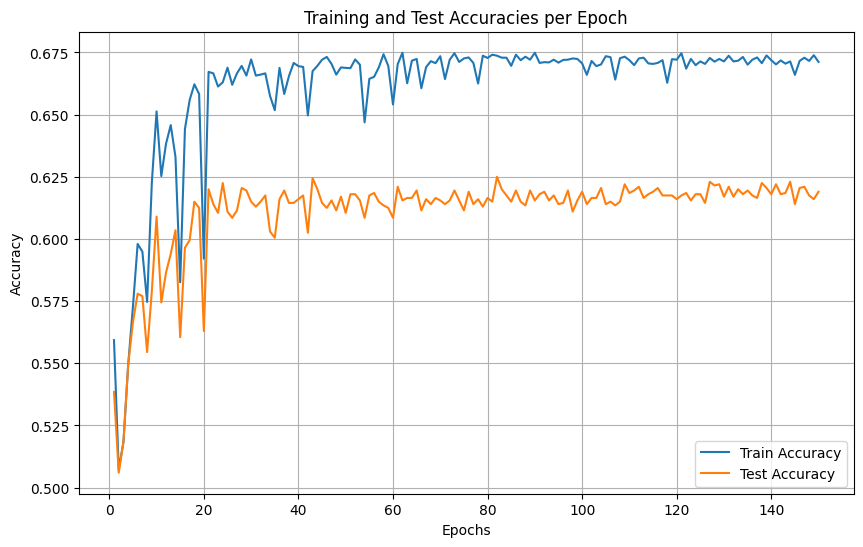 Training and Test Accuracies per Epoch
0.675
0.650
0.625
0.600
0.575
0.550
0.525
0.500
Accuracy
0 20 40 60 80 100 120 140
Epochs
Train Accuracy
Test Accuracy